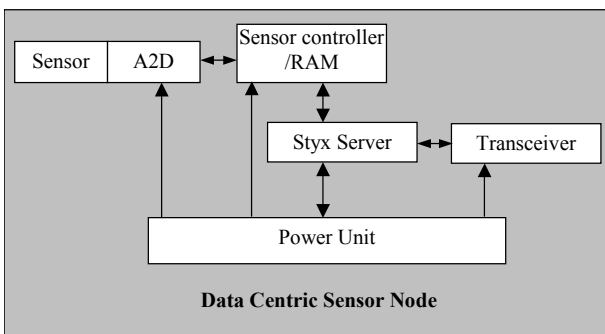 Sensor A2D
Sensor controller
/RAM
Styx Server
Transceiver
Power Unit
Data Centric Sensor Node